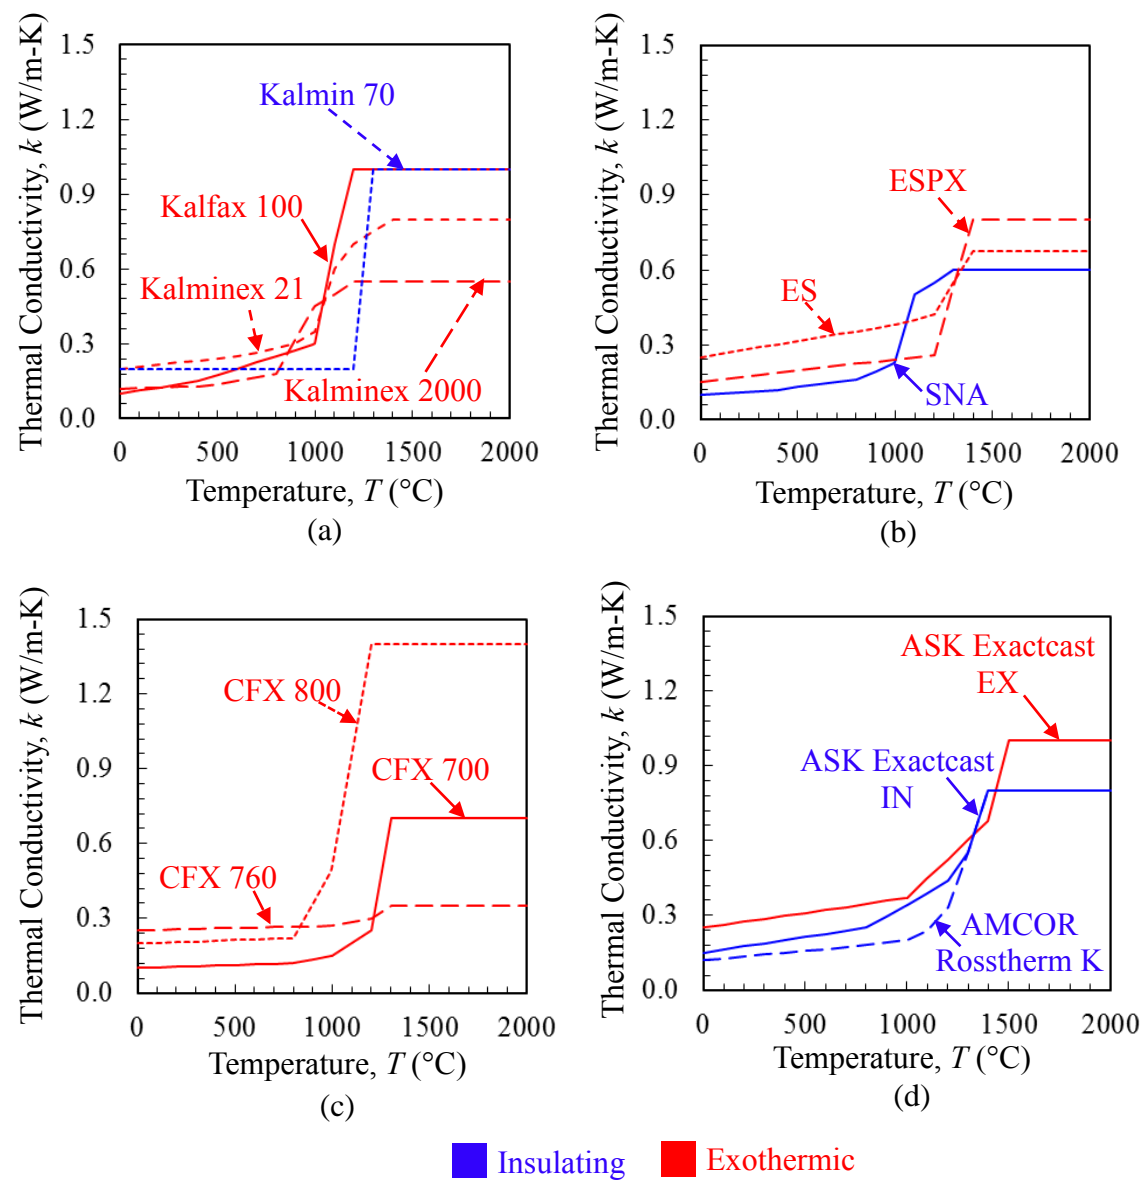 Thermal Conductivity, k (W/m-K)
1.5
1.2
0.9
0.6
0.3
0.0
Kalmin 70
Kalfax 100
Kalminex 21
Kalminex 2000
0 500 1000 1500 2000
Temperature, T (°C)
(a)
Thermal Conductivity, k (W/m-K)
1.5
1.2
0.9
0.6
0.3
0.0
ESPX
ES
SNA
0 500 1000 1500 2000
Temperature, T (°C)
(b)
Thermal Conductivity, k (W/m-K)
1.5
1.2
0.9
0.6
0.3
0.0
CFX 800
CFX 700
CFX 760
0 500 1000 1500 2000
Temperature, T (°C)
(c)
Thermal Conductivity, k (W/m-K)
1.5
1.2
0.9
0.6
0.3
0.0
ASK Exactcast
EX
ASK Exactcast
IN
AMCOR
Rosstherm K
0 500 1000 1500 2000
Temperature, T (°C)
(d)
Insulating Exothermic